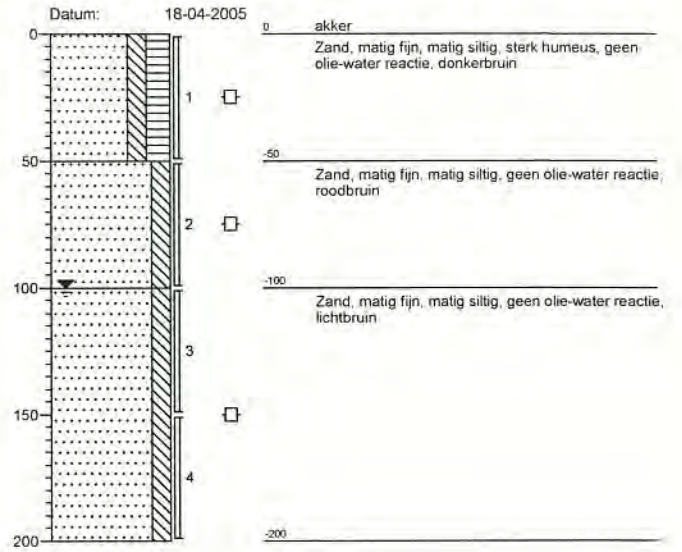 Datum: 18-04-2005
0
50
100
150
200
1
2
3
4
0 akker
Zand, matig fijn, matig siltig, sterk humeus, geen
olie-water reactie, donkerbruin
-50
Zand, matig fijn, matig siltig, geen olie-water reactie,
roodbruin
-100
Zand, matig fijn, matig siltig, geen olie-water reactie,
lichtbruin
-200